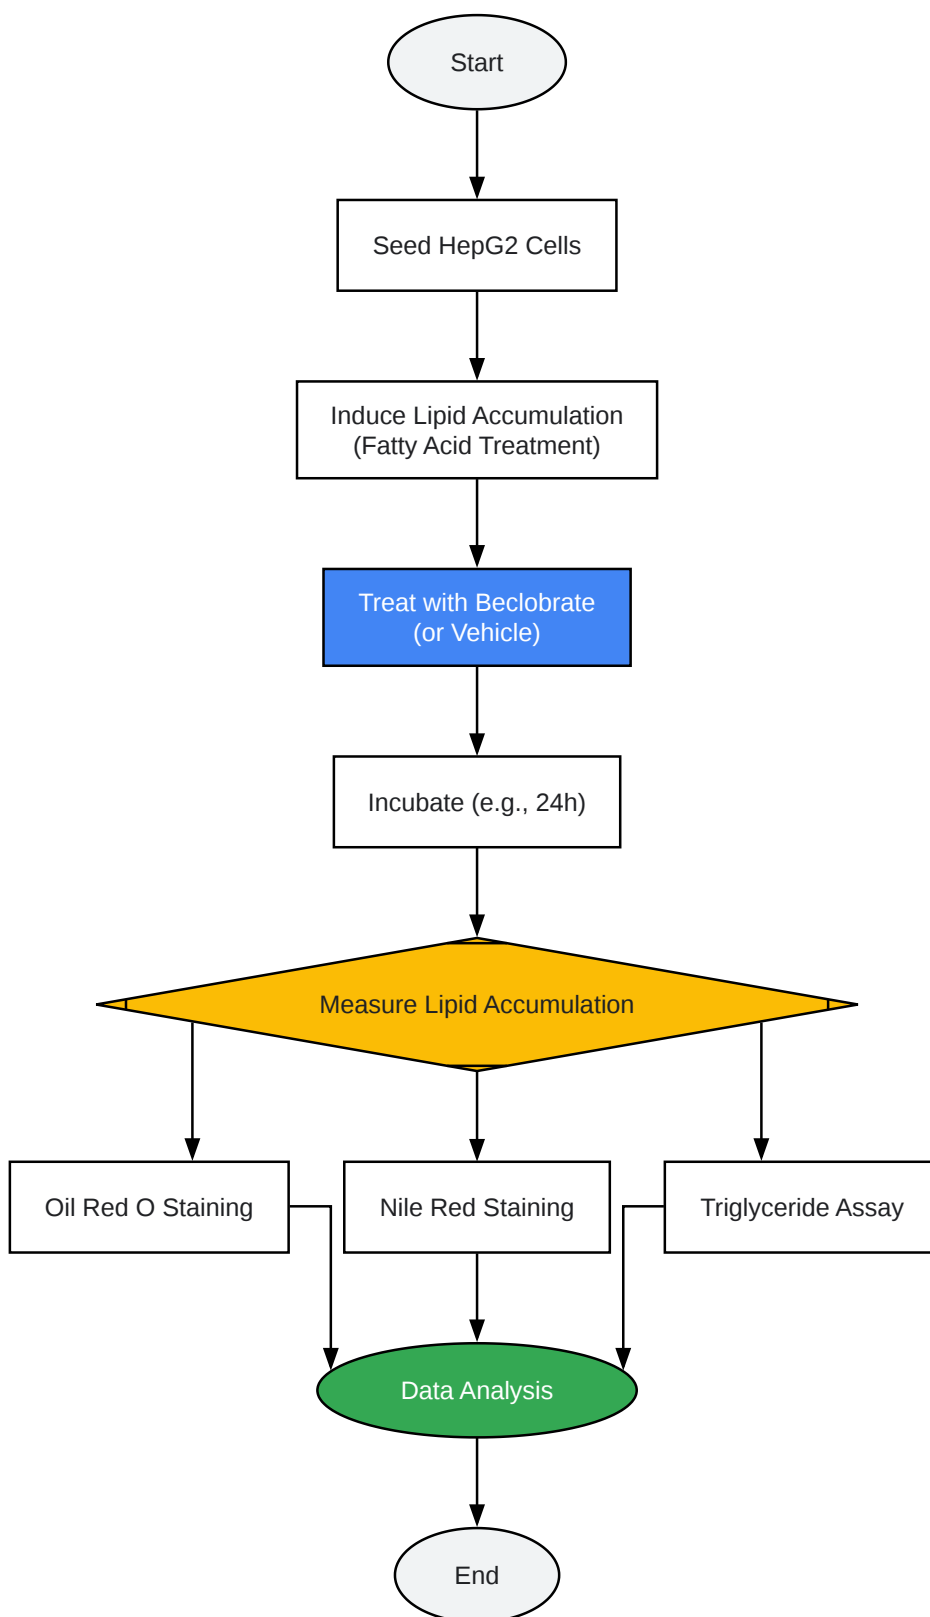 Start
Seed HepG2 Cells
Induce Lipid Accumulation
(Fatty Acid Treatment)
Treat with Beclobrate
(or Vehicle)
Incubate (e.g., 24h)
Measure Lipid Accumulation
Oil Red O Staining
Nile Red Staining
Triglyceride Assay
Data Analysis
End